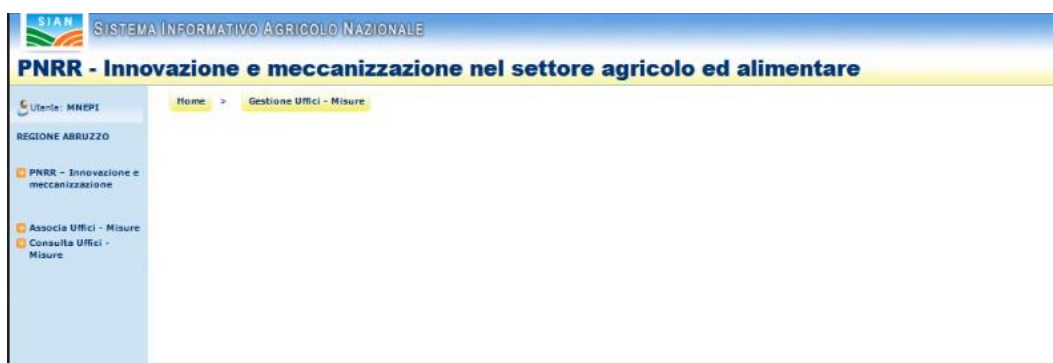 SIAN
SISTEMA INFORMATIVO AGRICOLO NAZIONALE
PNRR - Innovazione e meccanizzazione nel settore agricolo ed alimentare
Utente: MNEPI
Home > Gestione Uffici - Misure
REGIONE ABRUZZO
PNRR - Innovazione e
meccanizzazione
Associa Uffici - Misure
Consulta Uffici -
Misure